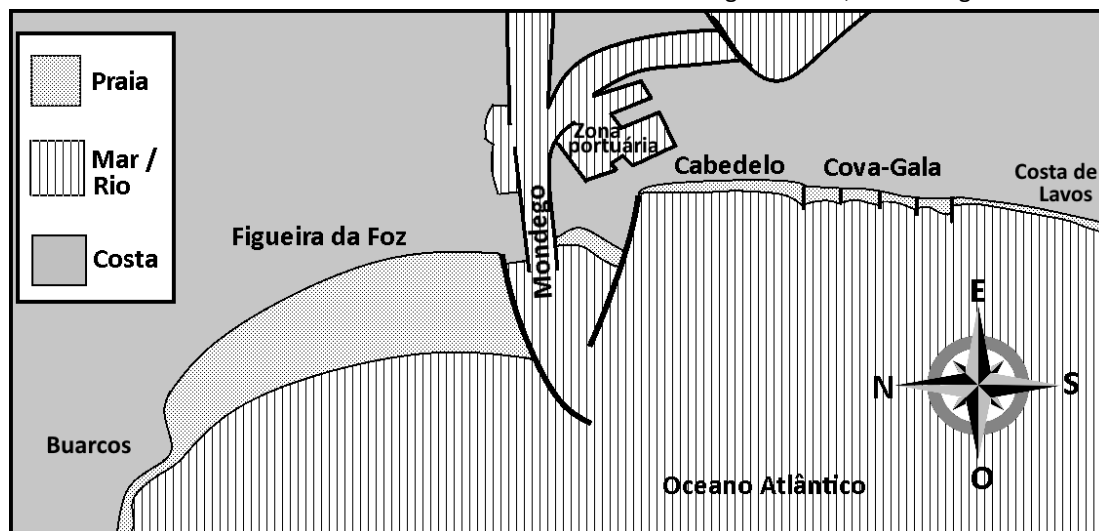 Praia
Mar /
Rio
Costa
Zona
portuária
Cabedelo
Cova-Gala
Costa de
Lavos
Mondego
Figueira da Foz
Buarcos
Oceano Atlântico
E
N
S
O